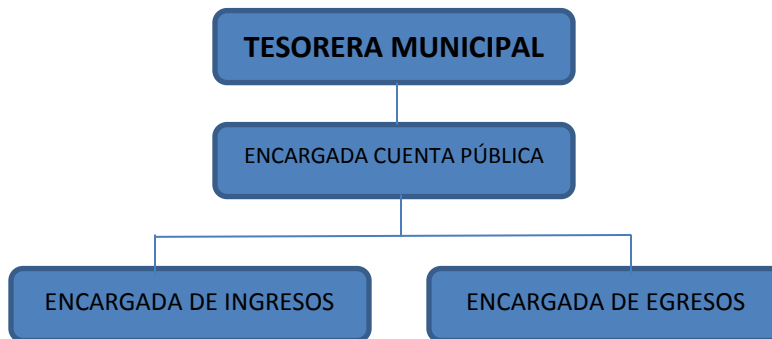 TESORERA MUNICIPAL
ENCARGADA CUENTA PÚBLICA
ENCARGADA DE INGRESOS
ENCARGADA DE EGRESOS